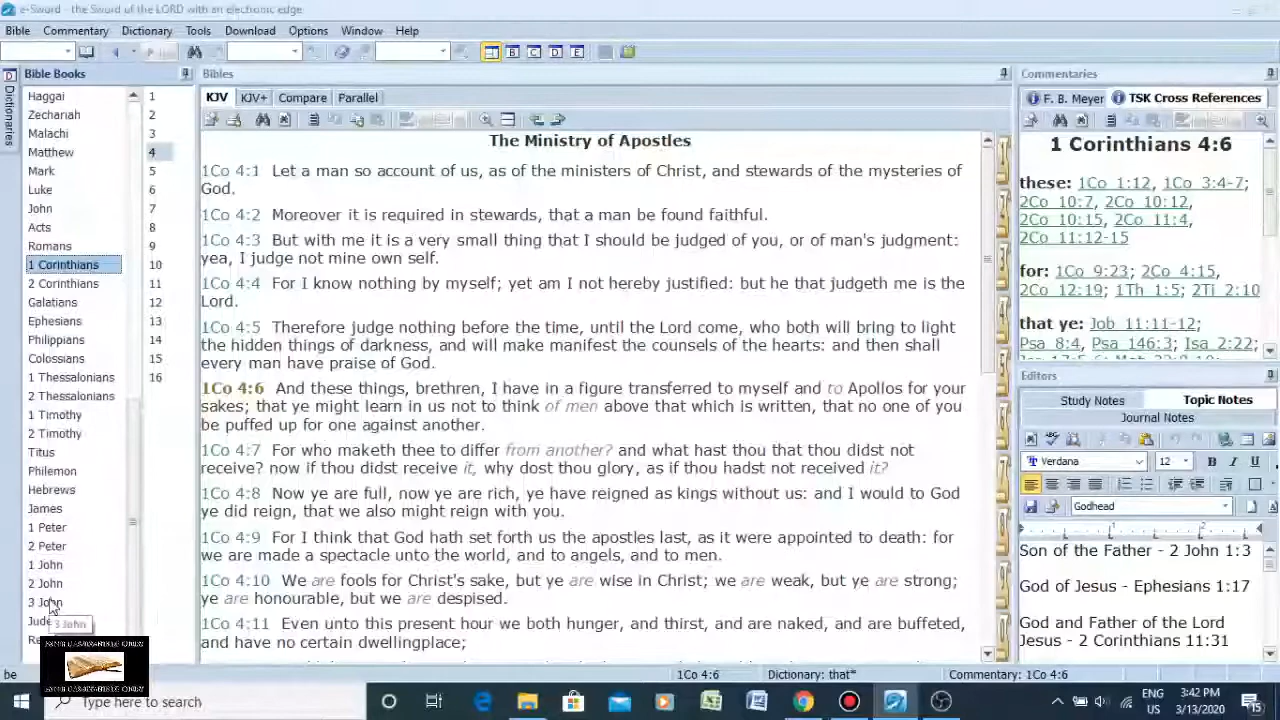 e-Sword - the Sword of the LORD with an electronic edge
Bible Commentary Dictionary Tools Download Options Window Help
B C D E
D
Dictionaries
Bible Books
Haggai
Zechariah
Malachi
Matthew
Mark
Luke
John
Acts
Romans
1 Corinthians
2 Corinthians
Galatians
Ephesians
Philippians
Colossians
1 Thessalonians
2 Thessalonians
1 Timothy
2 Timothy
Titus
Philemon
Hebrews
James
1 Peter
2 Peter
1 John
2 John
3 John
Jude
3 John
1
2
3
4
5
6
7
8
9
10
11
12
13
14
15
16
Bibles
KJV KJV+ Compare Parallel
The Ministry of Apostles
1Co 4:1 Let a man so account of us, as of the ministers of Christ, and stewards of the mysteries of
God.
1Co 4:2 Moreover it is required in stewards, that a man be found faithful.
1Co 4:3 But with me it is a very small thing that I should be judged of you, or of man's judgment:
yea, I judge not mine own self.
1Co 4:4 For I know nothing by myself; yet am I not hereby justified: but he that judgeth me is the
Lord.
1Co 4:5 Therefore judge nothing before the time, until the Lord come, who both will bring to light
the hidden things of darkness, and will make manifest the counsels of the hearts: and then shall
every man have praise of God.
1Co 4:6 And these things, brethren, I have in a figure transferred to myself and to Apollos for your
sakes; that ye might learn in us not to think of men above that which is written, that no one of you
be puffed up for one against another.
1Co 4:7 For who maketh thee to differ from another? and what hast thou that thou didst not
receive? now if thou didst receive it, why dost thou glory, as if thou hadst not received it?
1Co 4:8 Now ye are full, now ye are rich, ye have reigned as kings without us: and I would to God
ye did reign, that we also might reign with you.
1Co 4:9 For I think that God hath set forth us the apostles last, as it were appointed to death: for
we are made a spectacle unto the world, and to angels, and to men.
1Co 4:10 We are fools for Christ's sake, but ye are wise in Christ; we are weak, but ye are strong;
ye are honourable, but we are despised.
1Co 4:11 Even unto this present hour we both hunger, and thirst, and are naked, and are buffeted,
and have no certain dwellingplace;
Commentaries
F. B. Meyer TSK Cross References
1 Corinthians 4:6
these: 1Co 1:12, 1Co 3:4-7;
2Co 10:7, 2Co 10:12,
2Co 10:15, 2Co 11:4,
2Co 11:12-15
for: 1Co 9:23; 2Co 4:15,
2Co 12:19; 1Th 1:5; 2Ti 2:10
that ye: Job 11:11-12;
Psa 8:4, Psa 146:3; Isa 2:22;
Editors
Study Notes Topic Notes
Journal Notes
Verdana 12 B I U
Godhead
1 2
Son of the Father - 2 John 1:3
God of Jesus - Ephesians 1:17
God and Father of the Lord
Jesus - 2 Corinthians 11:31
be 1Co 4:6 Dictionary: that* Commentary: 1Co 4:6
Type here to search
ENG
US
3:42 PM
3/13/2020
15